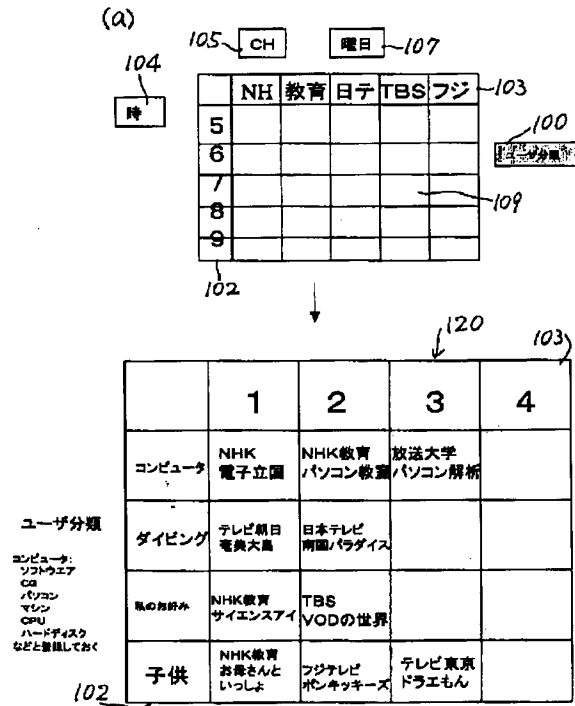 (a)
105 CH 曜日 107
104
時
NH 教育 日テ TBS フジ 103
100
ユーザ分類
5
6
7
8
9
109
102
120
103
1 2 3 4
コンピュータ
NHK
電子立国
NHK教育
パソコン教室
放送大学
パソコン解析
ダイビング
テレビ朝日
奄美大島
日本テレビ
南国パラダイス
私のお好み
NHK教育
サイエンスアイ
TBS
VODの世界
子供
NHK教育
お母さんと
いっしょ
フジテレビ
ポンキッキーズ
テレビ東京
ドラエもん
ユーザ分類
コンピュータ:
ソフトウエア
CG
パソコン
マシン
CPU
ハードディスク
などと登録しておく
102